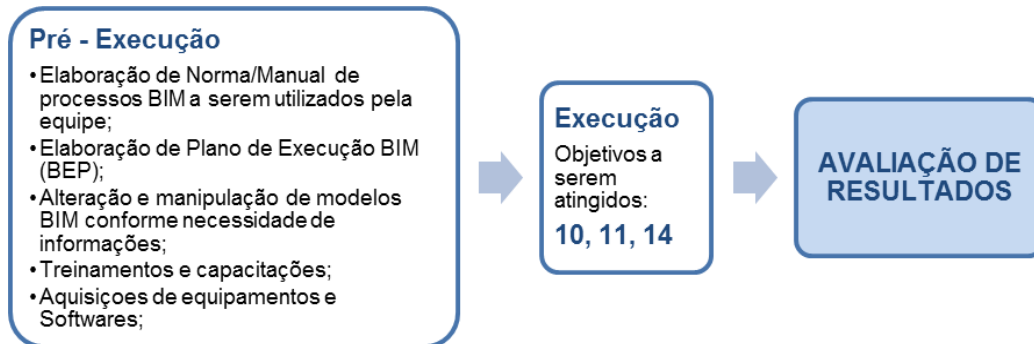 Pré - Execução
•Elaboração de Norma/Manual de
processos BIM a serem utilizados pela
equipe;
•Elaboração de Plano de Execução BIM
(BEP);
•Alteração e manipulação de modelos
BIM conforme necessidade de
informações;
•Treinamentos e capacitações;
•Aquisiçoes de equipamentos e
Softwares;
Execução
Objetivos a
serem
atingidos:
10, 11, 14
AVALIAÇÃO DE
RESULTADOS